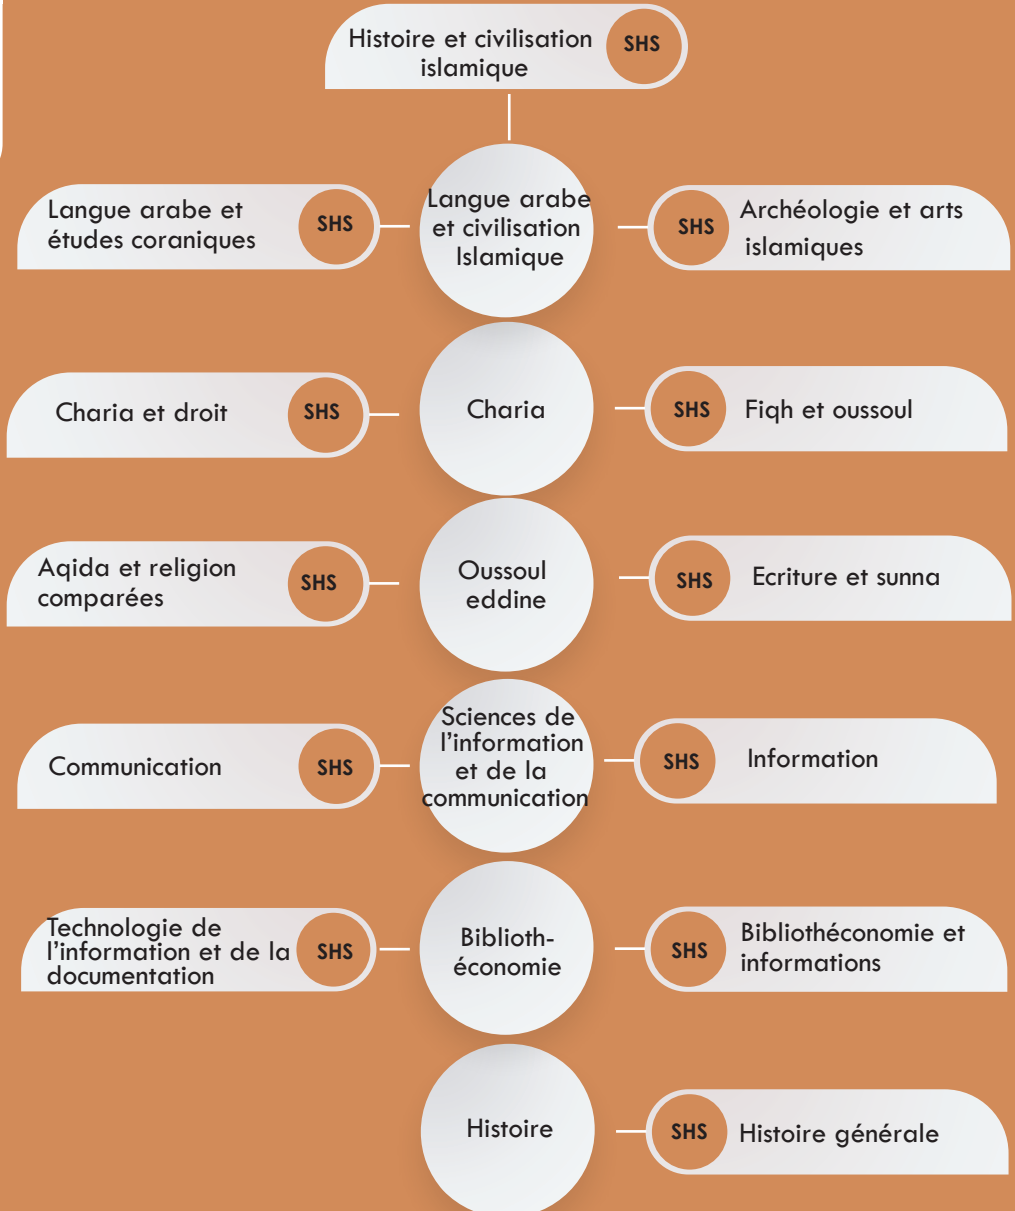 Histoire et civilisation
islamique
SHS
Langue arabe et
études coraniques
SHS
Langue arabe
et civilisation
Islamique
SHS
Archéologie et arts
islamiques
Charia et droit
SHS
Charia
SHS
Fiqh et oussoul
Aqida et religion
comparées
SHS
Oussoul
eddine
SHS
Ecriture et sunna
Communication
SHS
Sciences de
l'information
et de la
communication
SHS
Information
Technologie de
l'information et de la
documentation
SHS
Biblioth-
économie
SHS
Bibliothéconomie et
informations
Histoire
SHS
Histoire générale